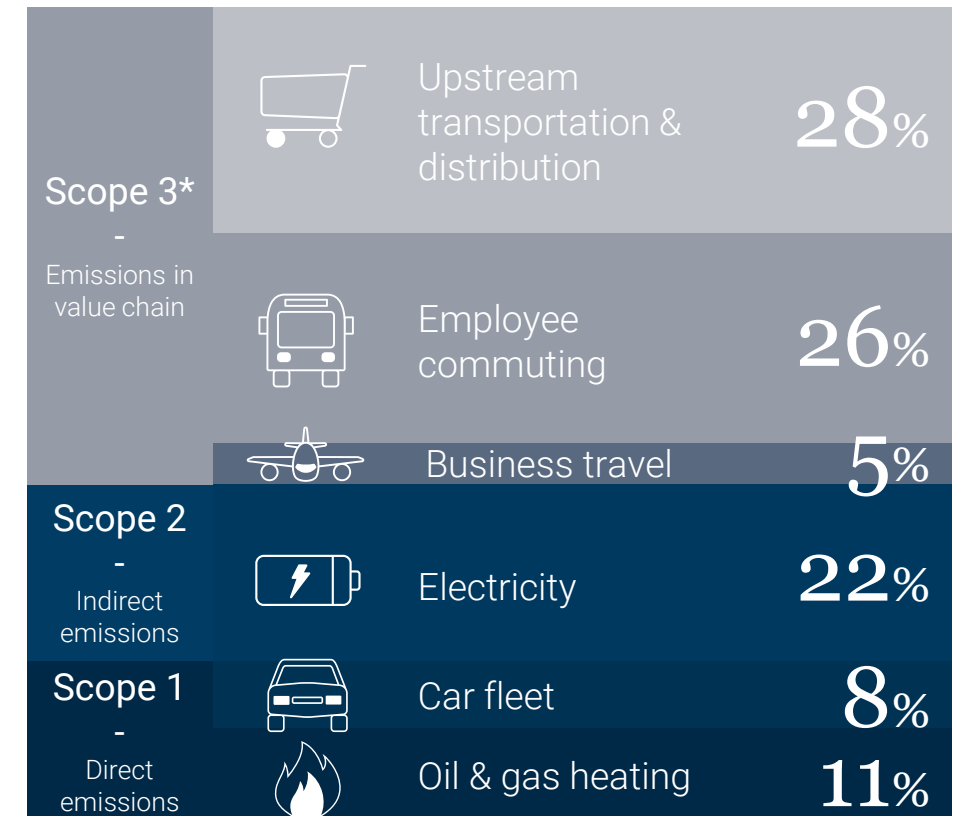 Scope 3*
-
Emissions in
value chain
Upstream
transportation &
distribution
28%
Employee
commuting
26%
Business travel
5%
Scope 2
-
Indirect
emissions
Electricity
22%
Scope 1
-
Direct
emissions
Car fleet
8%
Oil & gas heating
11%